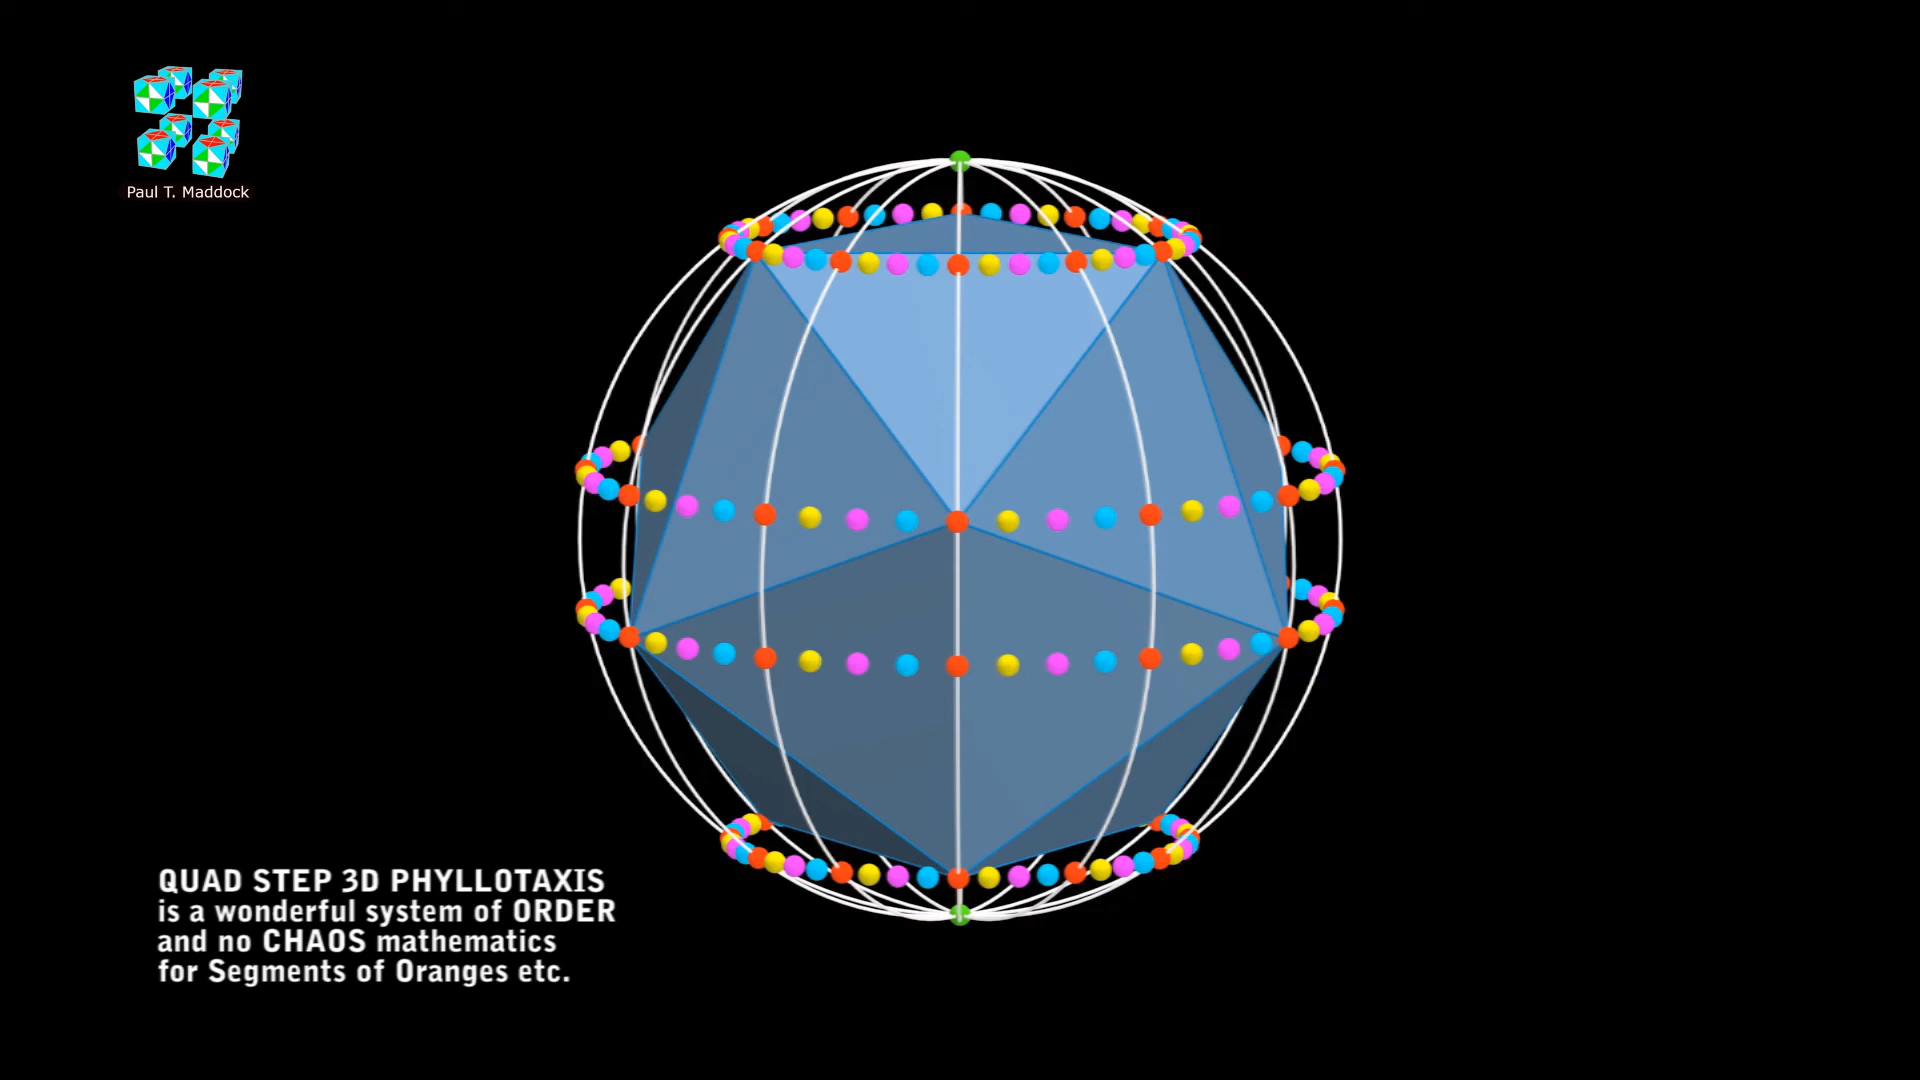 Paul T. Maddock
QUAD STEP 3D PHYLLOTAXIS
is a wonderful system of ORDER
and no CHAOS mathematics
for Segments of Oranges etc.